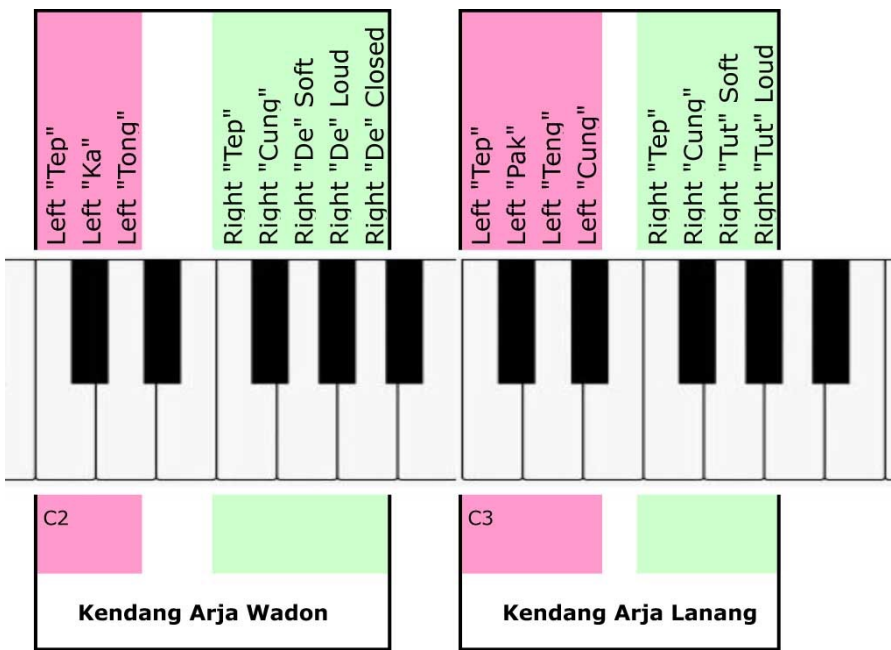 Left "Tep"
Left "Ka"
Left "Tong"
Right "Tep"
Right "Cung"
Right "De" Soft
Right "De" Loud
Right "De" Closed
Left "Tep"
Left "Pak"
Left "Teng"
Left "Cung"
Right "Tep"
Right "Cung"
Right "Tut" Soft
Right "Tut" Loud
C2
C3
Kendang Arja Wadon
Kendang Arja Lanang